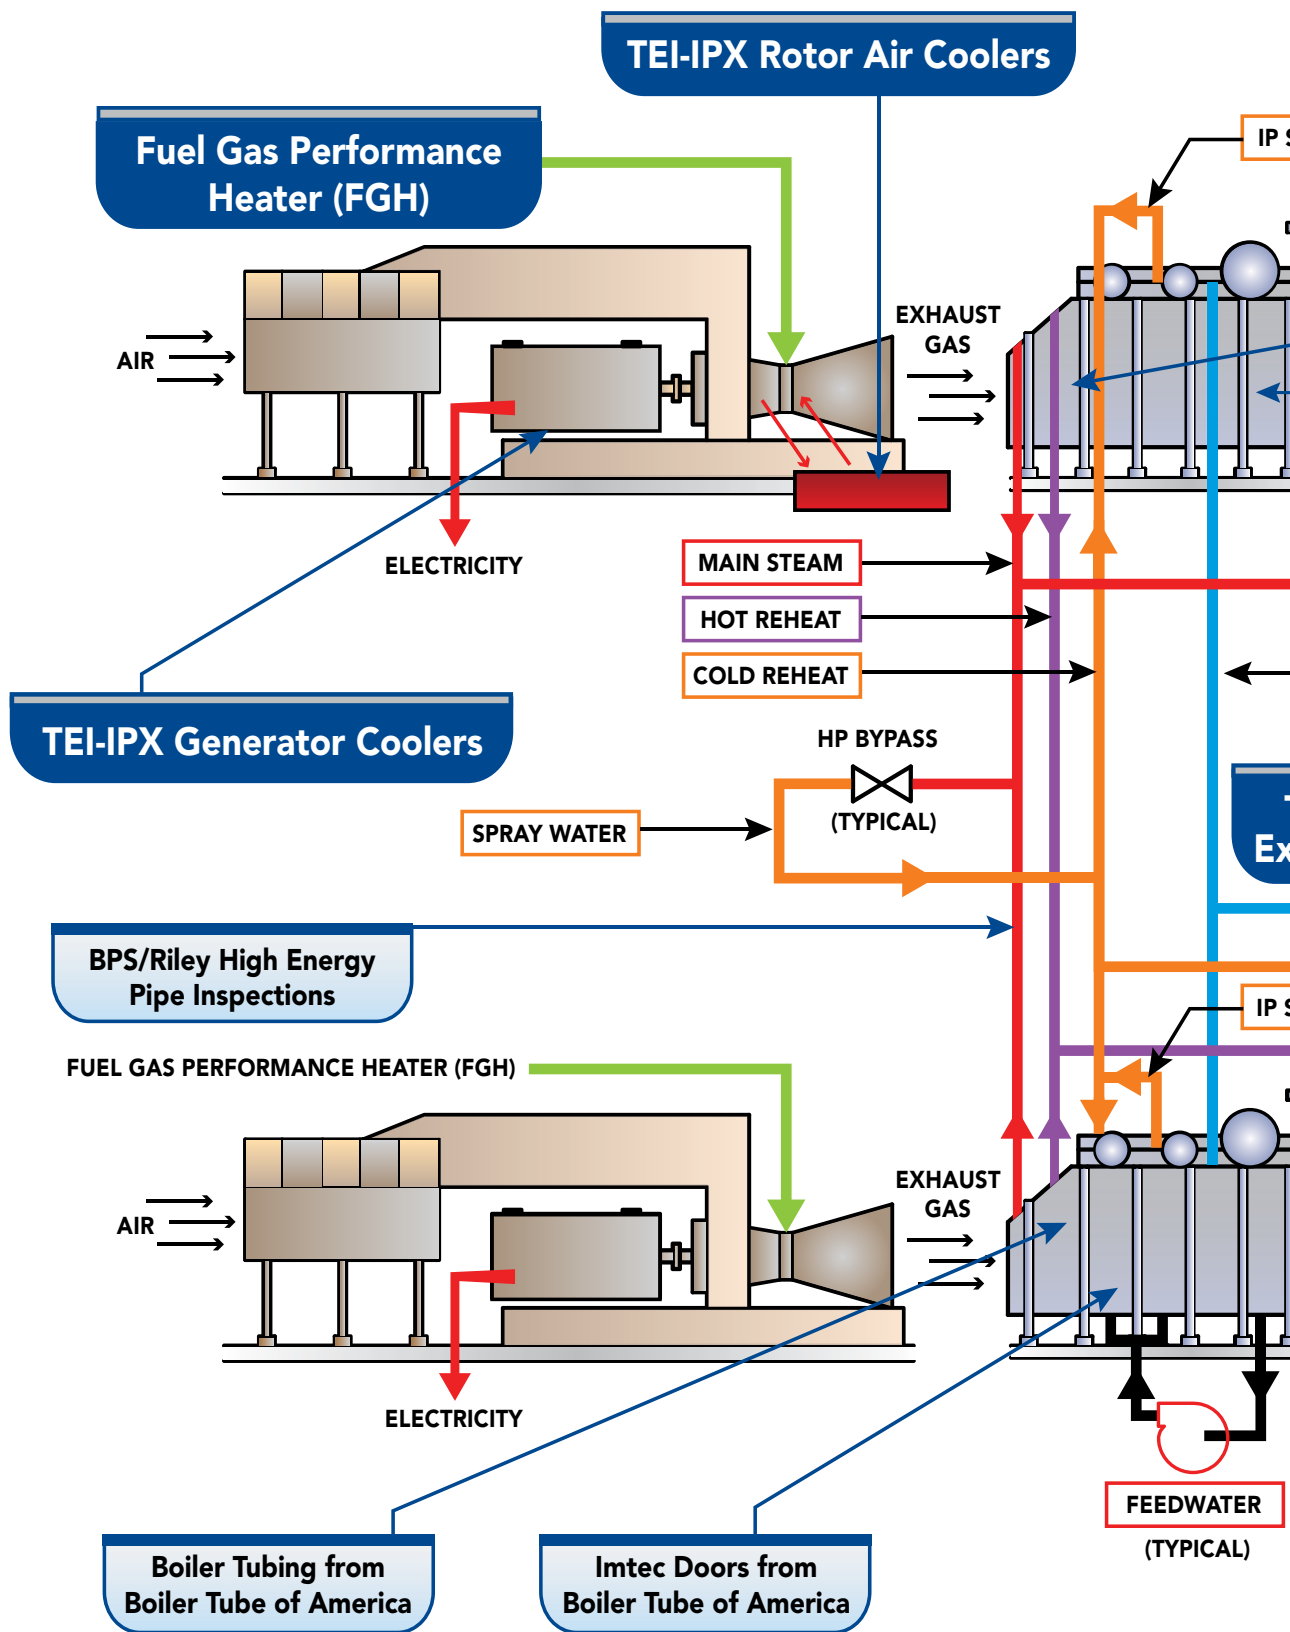 TEI-IPX Rotor Air Coolers
Fuel Gas Performance
Heater (FGH)
IP S
AIR
EXHAUST
GAS
ELECTRICITY
MAIN STEAM
HOT REHEAT
COLD REHEAT
TEI-IPX Generator Coolers
HP BYPASS
(TYPICAL)
SPRAY WATER
Ex
BPS/Riley High Energy
Pipe Inspections
IP S
FUEL GAS PERFORMANCE HEATER (FGH)
AIR
EXHAUST
GAS
ELECTRICITY
FEEDWATER
(TYPICAL)
Boiler Tubing from
Boiler Tube of America
Imtec Doors from
Boiler Tube of America